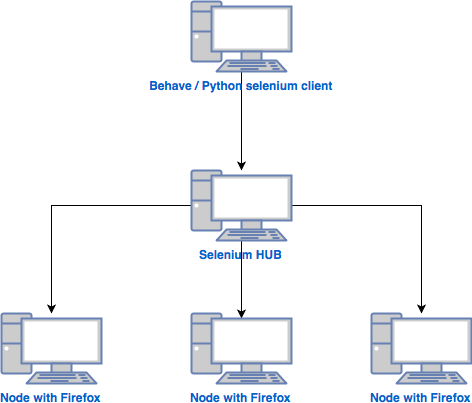 Behave / Python selenium client
Selenium HUB
Node with Firefox
Node with Firefox
Node with Firefox